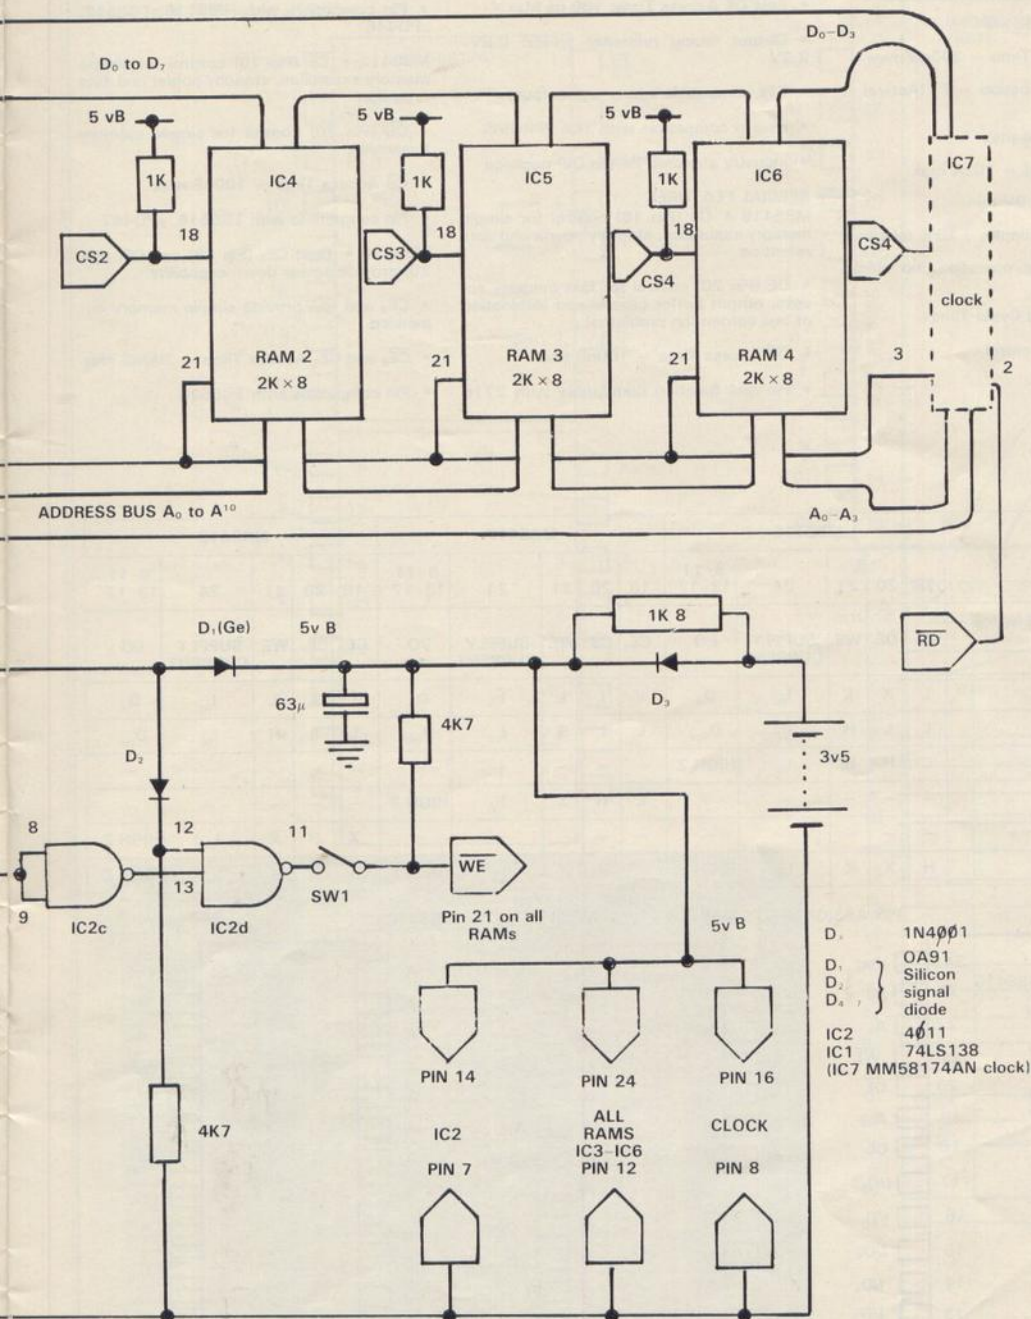 D₀–D₃
D₀ to D₇
5 vB
5 vB
5 vB
1K
IC4
1K
IC5
1K
IC6
IC7
18
18
18
CS2
CS3
CS4
CS4
clock
21
RAM 2
2K × 8
21
RAM 3
2K × 8
21
RAM 4
2K × 8
3
2
ADDRESS BUS A₀ to A¹⁰
A₀–A₃
D₁(Ge)
5v B
1K 8
RD
63μ
4K7
D₃
D₂
3v5
8
12
11
WE
9
13
SW1
IC2c
IC2d
Pin 21 on all
RAMs
5v B
1N4001
D₁ OA91
D₂ Silicon
signal
diode
IC2 4011
IC1 74LS138
(IC7 MM58174AN clock)
PIN 14
PIN 24
PIN 16
4K7
IC2
ALL
RAMS
IC3–IC6
CLOCK
PIN 7
PIN 12
PIN 8